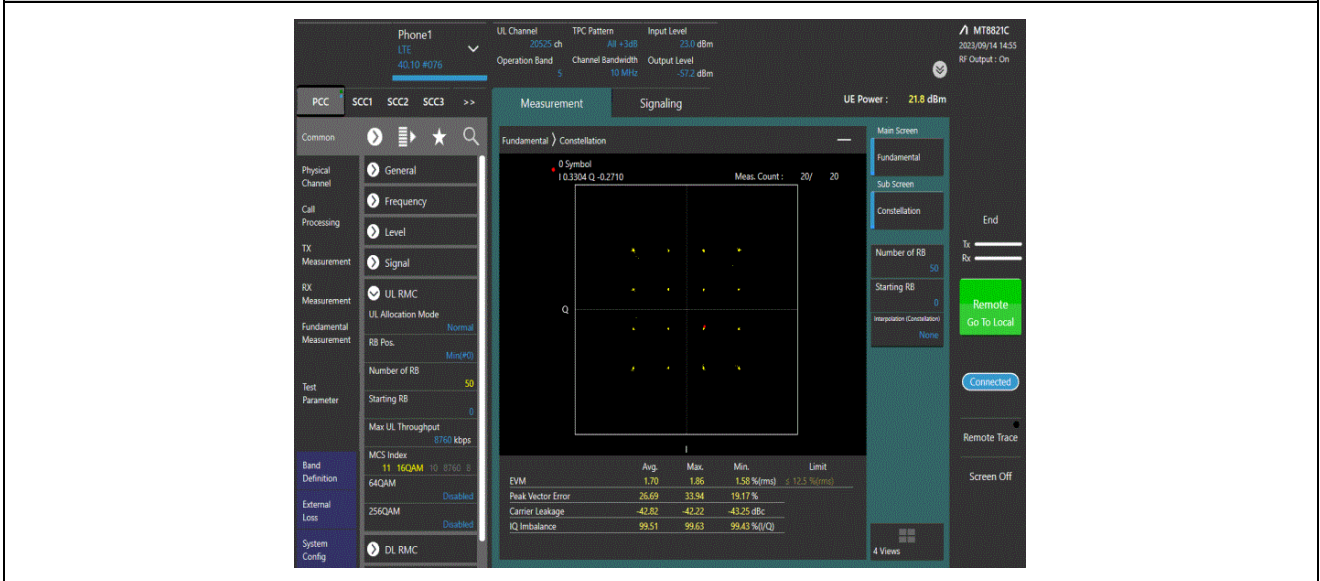 Phone1
LTE
40.10 #076
UL Channel
20525 ch
TPC Pattern
All +3dB
Input Level
23.0 dBm
Operation Band
5
Channel Bandwidth
10 MHz
Output Level
-57.2 dBm
MT8821C
2023/09/14 14:55
RF Output : On
PCC SCC1 SCC2 SCC3 >>
Measurement Signaling
UE Power : 21.8 dBm
Common
Physical
Channel
Call
Processing
TX
Measurement
RX
Measurement
Fundamental
Measurement
Test
Parameter
Band
Definition
External
Loss
System
Config
General
Frequency
Level
Signal
UL RMC
UL Allocation Mode
Normal
RB Pos.
Min(#0)
Number of RB
50
Starting RB
0
Max UL Throughput
8760 kbps
MCS Index
11 16QAM 10 8760 8
64QAM
Disabled
256QAM
Disabled
DL RMC
Fundamental 〉 Constellation
0 Symbol
I 0.3304 Q -0.2710
Meas. Count : 20/ 20
Q
I
Avg. Max. Min. Limit
EVM 1.70 1.86 1.58 %(rms) ≤ 12.5 %(rms)
Peak Vector Error 26.69 33.94 19.17 %
Carrier Leakage -42.82 -42.22 -43.25 dBc
IQ Imbalance 99.51 99.63 99.43 %(I/Q)
Main Screen
Fundamental
Sub Screen
Constellation
Number of RB
50
Starting RB
0
Interpolation (Constellation)
None
4 Views
End
Tx
Rx
Remote
Go To Local
Connected
Remote Trace
Screen Off